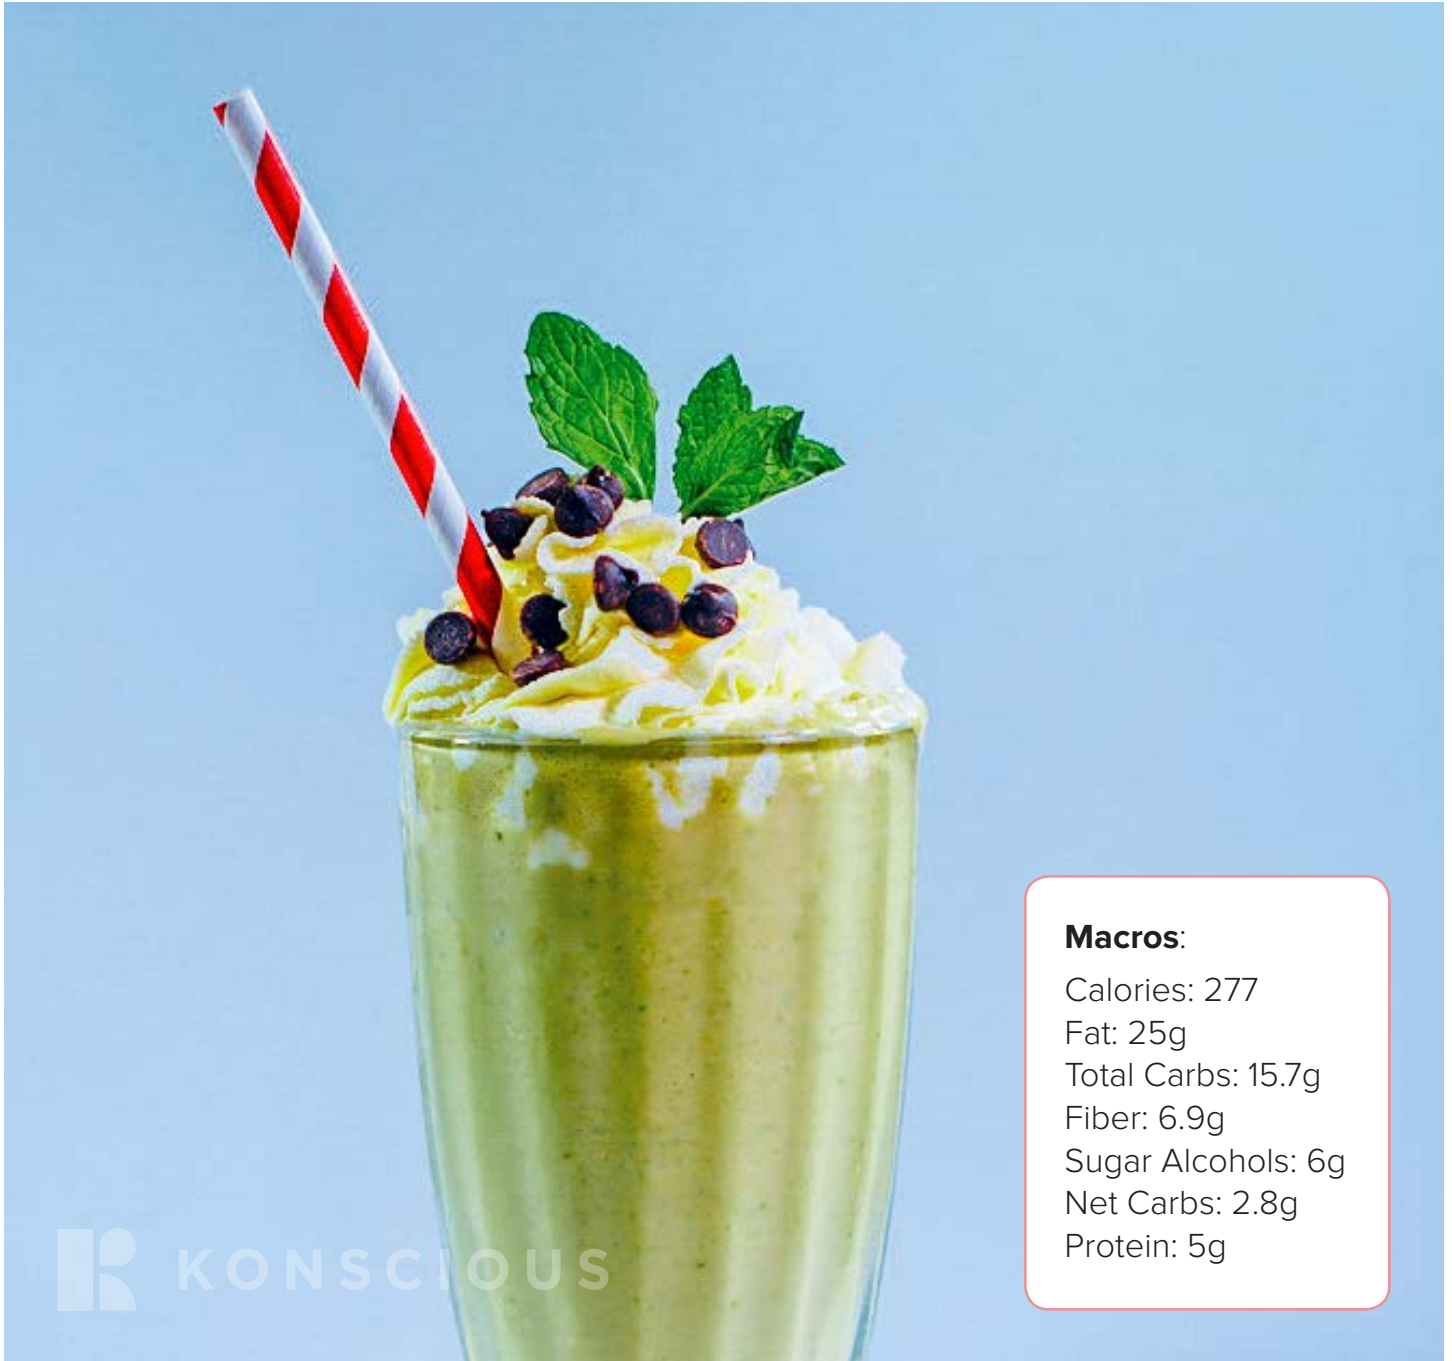 Macros:
Calories: 277
Fat: 25g
Total Carbs: 15.7g
Fiber: 6.9g
Sugar Alcohols: 6g
Net Carbs: 2.8g
Protein: 5g
KONSCIOUS